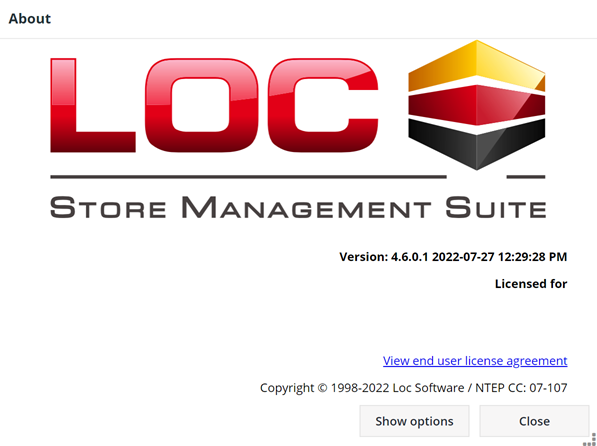 About
LOC
STORE MANAGEMENT SUITE
Version: 4.6.0.1 2022-07-27 12:29:28 PM
Licensed for
View end user license agreement
Copyright © 1998-2022 Loc Software / NTEP CC: 07-107
Show options
Close